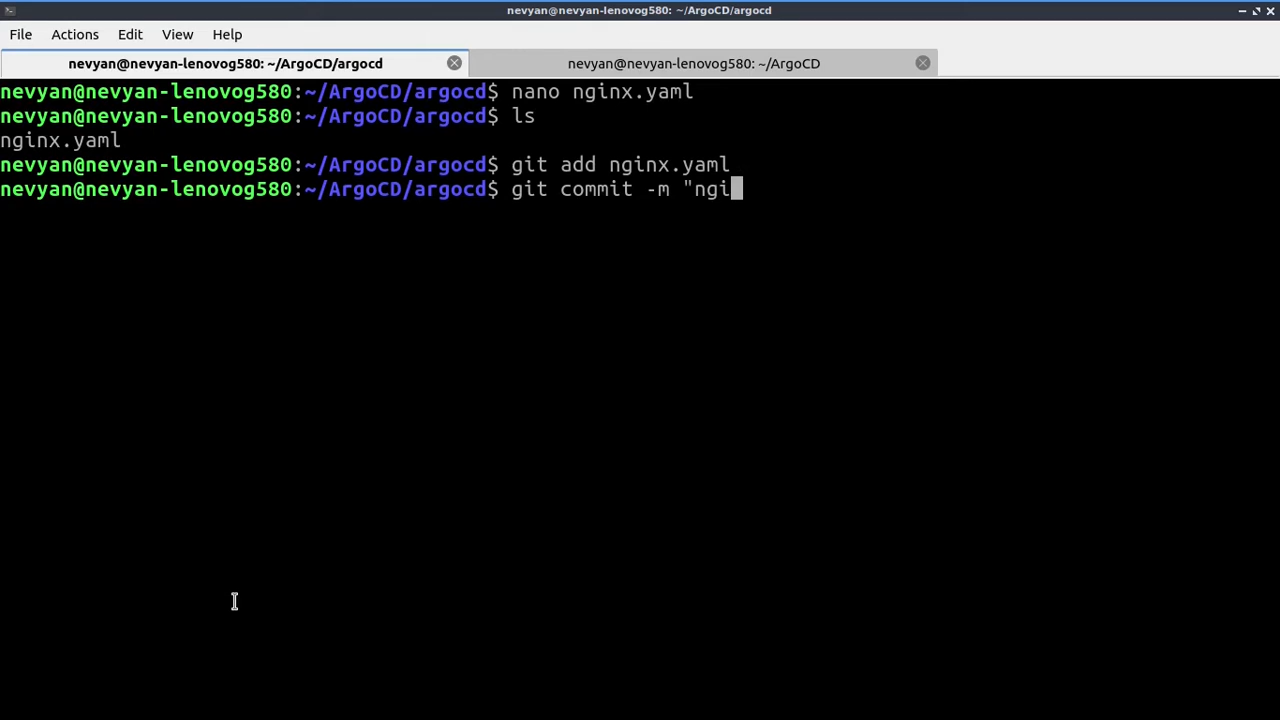 nevyan@nevyan-lenovog580: ~/ArgoCD/argocd
File Actions Edit View Help
nevyan@nevyan-lenovog580: ~/ArgoCD/argocd nevyan@nevyan-lenovog580: ~/ArgoCD
nevyan@nevyan-lenovog580:~/ArgoCD/argocd$ nano nginx.yaml
nevyan@nevyan-lenovog580:~/ArgoCD/argocd$ ls
nginx.yaml
nevyan@nevyan-lenovog580:~/ArgoCD/argocd$ git add nginx.yaml
nevyan@nevyan-lenovog580:~/ArgoCD/argocd$ git commit -m "ngi